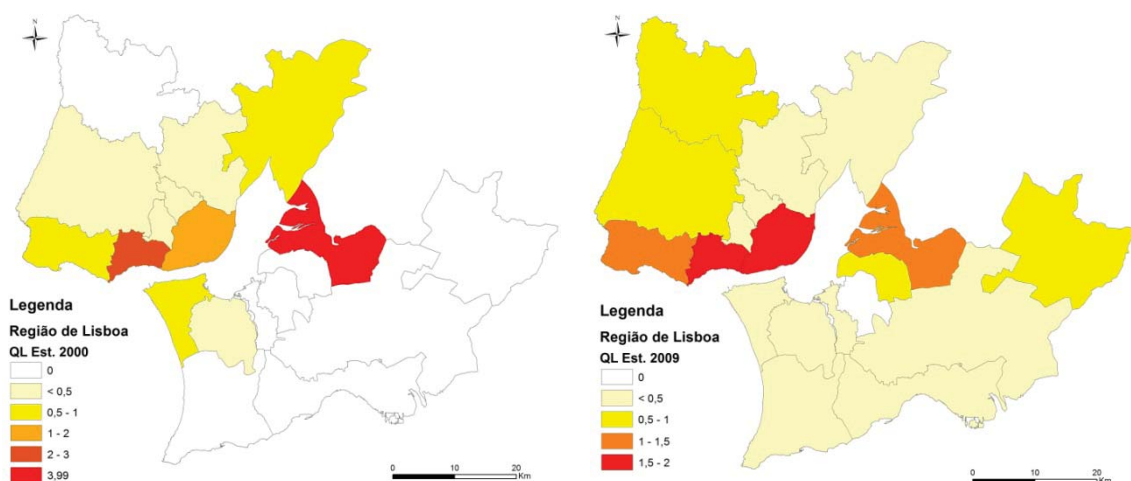 N
Legenda
Região de Lisboa
QL Est. 2000
0
< 0,5
0,5 - 1
1 - 2
2 - 3
3,99
0 10 20
Km
N
Legenda
Região de Lisboa
QL Est. 2009
0
< 0,5
0,5 - 1
1 - 1,5
1,5 - 2
0 10 20
Km